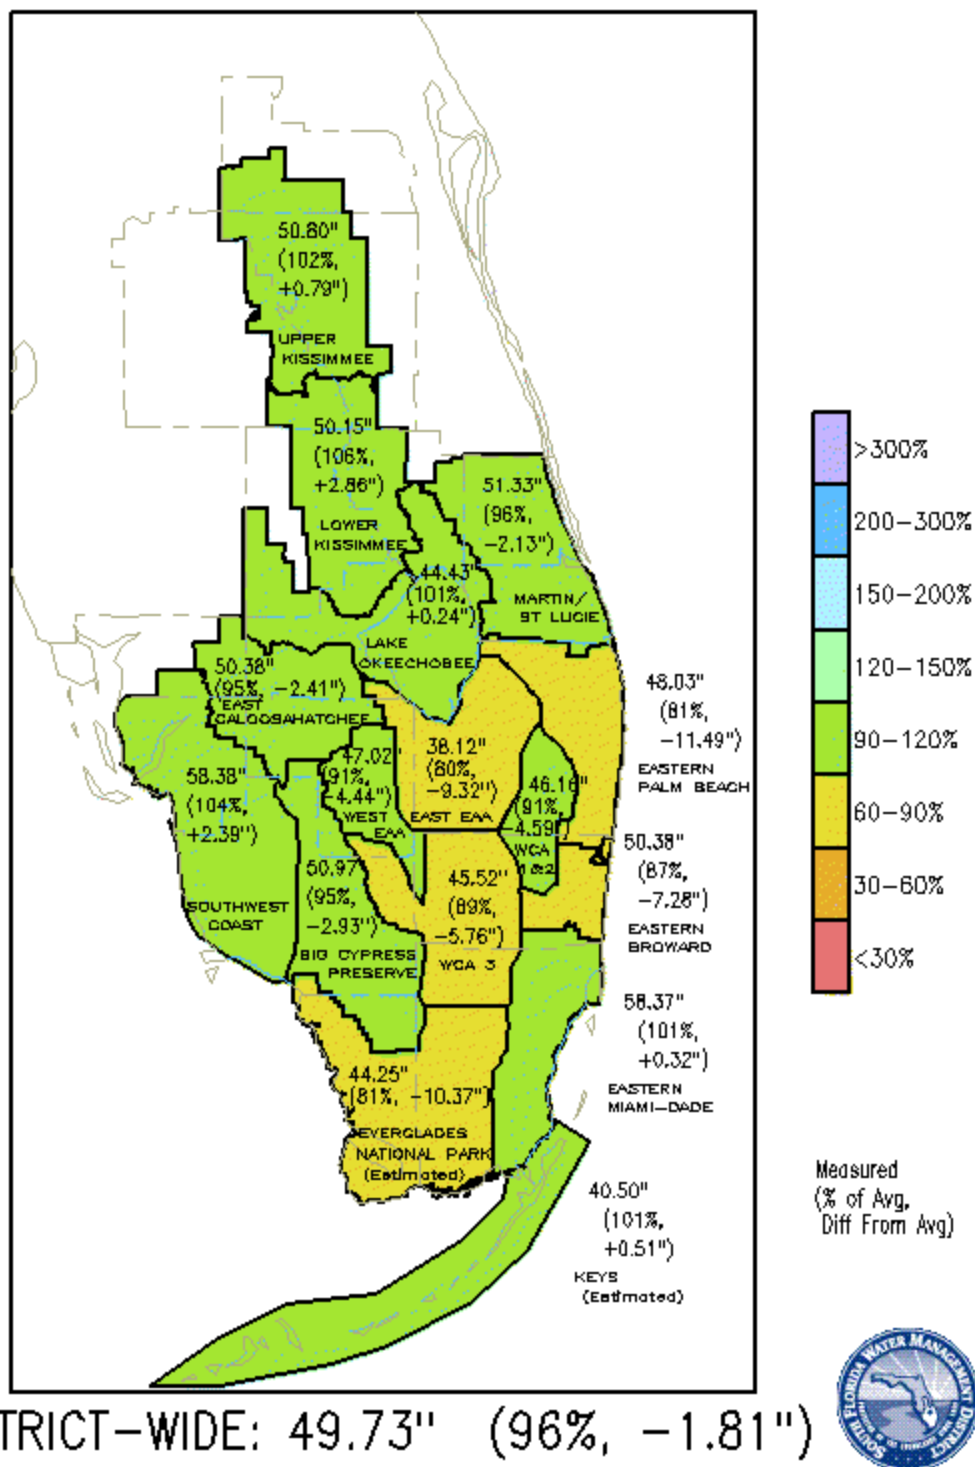 50.80"
(102%,
+0.79")
UPPER
KISSIMMEE
50.15"
(106%,
+2.86")
LOWER
KISSIMMEE
51.33"
(96%,
-2.13")
MARTIN/
ST LUCIE
44.43"
(101%,
+0.24")
LAKE
OKEECHOBEE
50.38"
(95%, -2.41")
EAST
CALOOSAHATCHEE
48.03"
(81%,
-11.49")
EASTERN
PALM BEACH
38.12"
(80%,
-9.32")
EAST EAA
47.02"
(91%,
-4.44")
WEST
EAA
46.16"
(91%,
-4.59"
WCA
1&2
58.38"
(104%,
+2.39")
SOUTHWEST
COAST
50.97"
(95%,
-2.93")
BIG CYPRESS
PRESERVE
45.52"
(89%,
-5.76")
WCA 3
50.38"
(87%,
-7.28")
EASTERN
BROWARD
58.37"
(101%,
+0.32")
EASTERN
MIAMI-DADE
44.25"
(81%, -10.37")
EVERGLADES
NATIONAL PARK
(Estimated)
40.50"
(101%,
+0.51")
KEYS
(Estimated)
>300%
200-300%
150-200%
120-150%
90-120%
60-90%
30-60%
<30%
Measured
(% of Avg,
Diff From Avg)
TRICT-WIDE: 49.73" (96%, -1.81")
SOUTH FLORIDA WATER MANAGEMENT DISTRICT